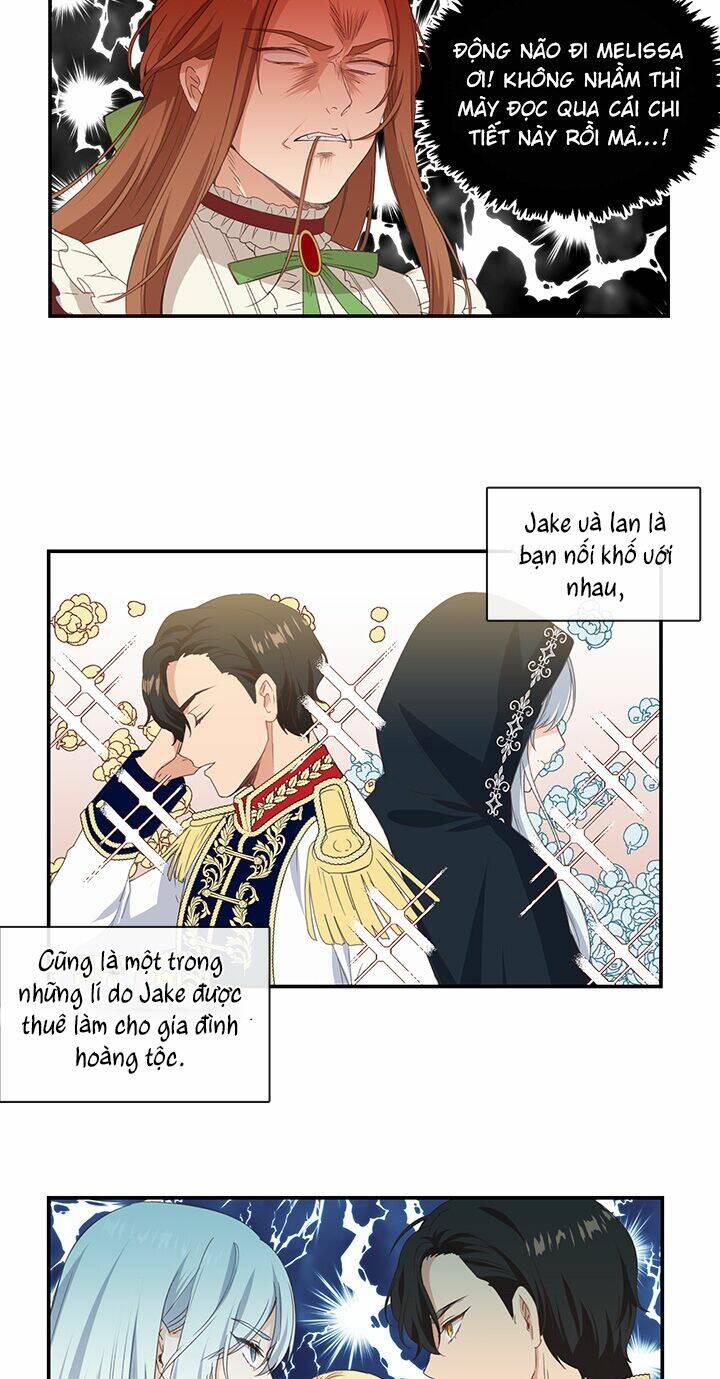 ĐỘNG NÃO ĐI MELISSA
ƠI! KHÔNG NHẦM THÌ
MÀY ĐỌC QUA CÁI CHI
TIẾT NÀY RỒI MÀ...!
Jake và Ian là
bạn nối khố với
nhau,
Cũng là một trong
những lí do Jake được
thuê làm cho gia đình
hoàng tộc.